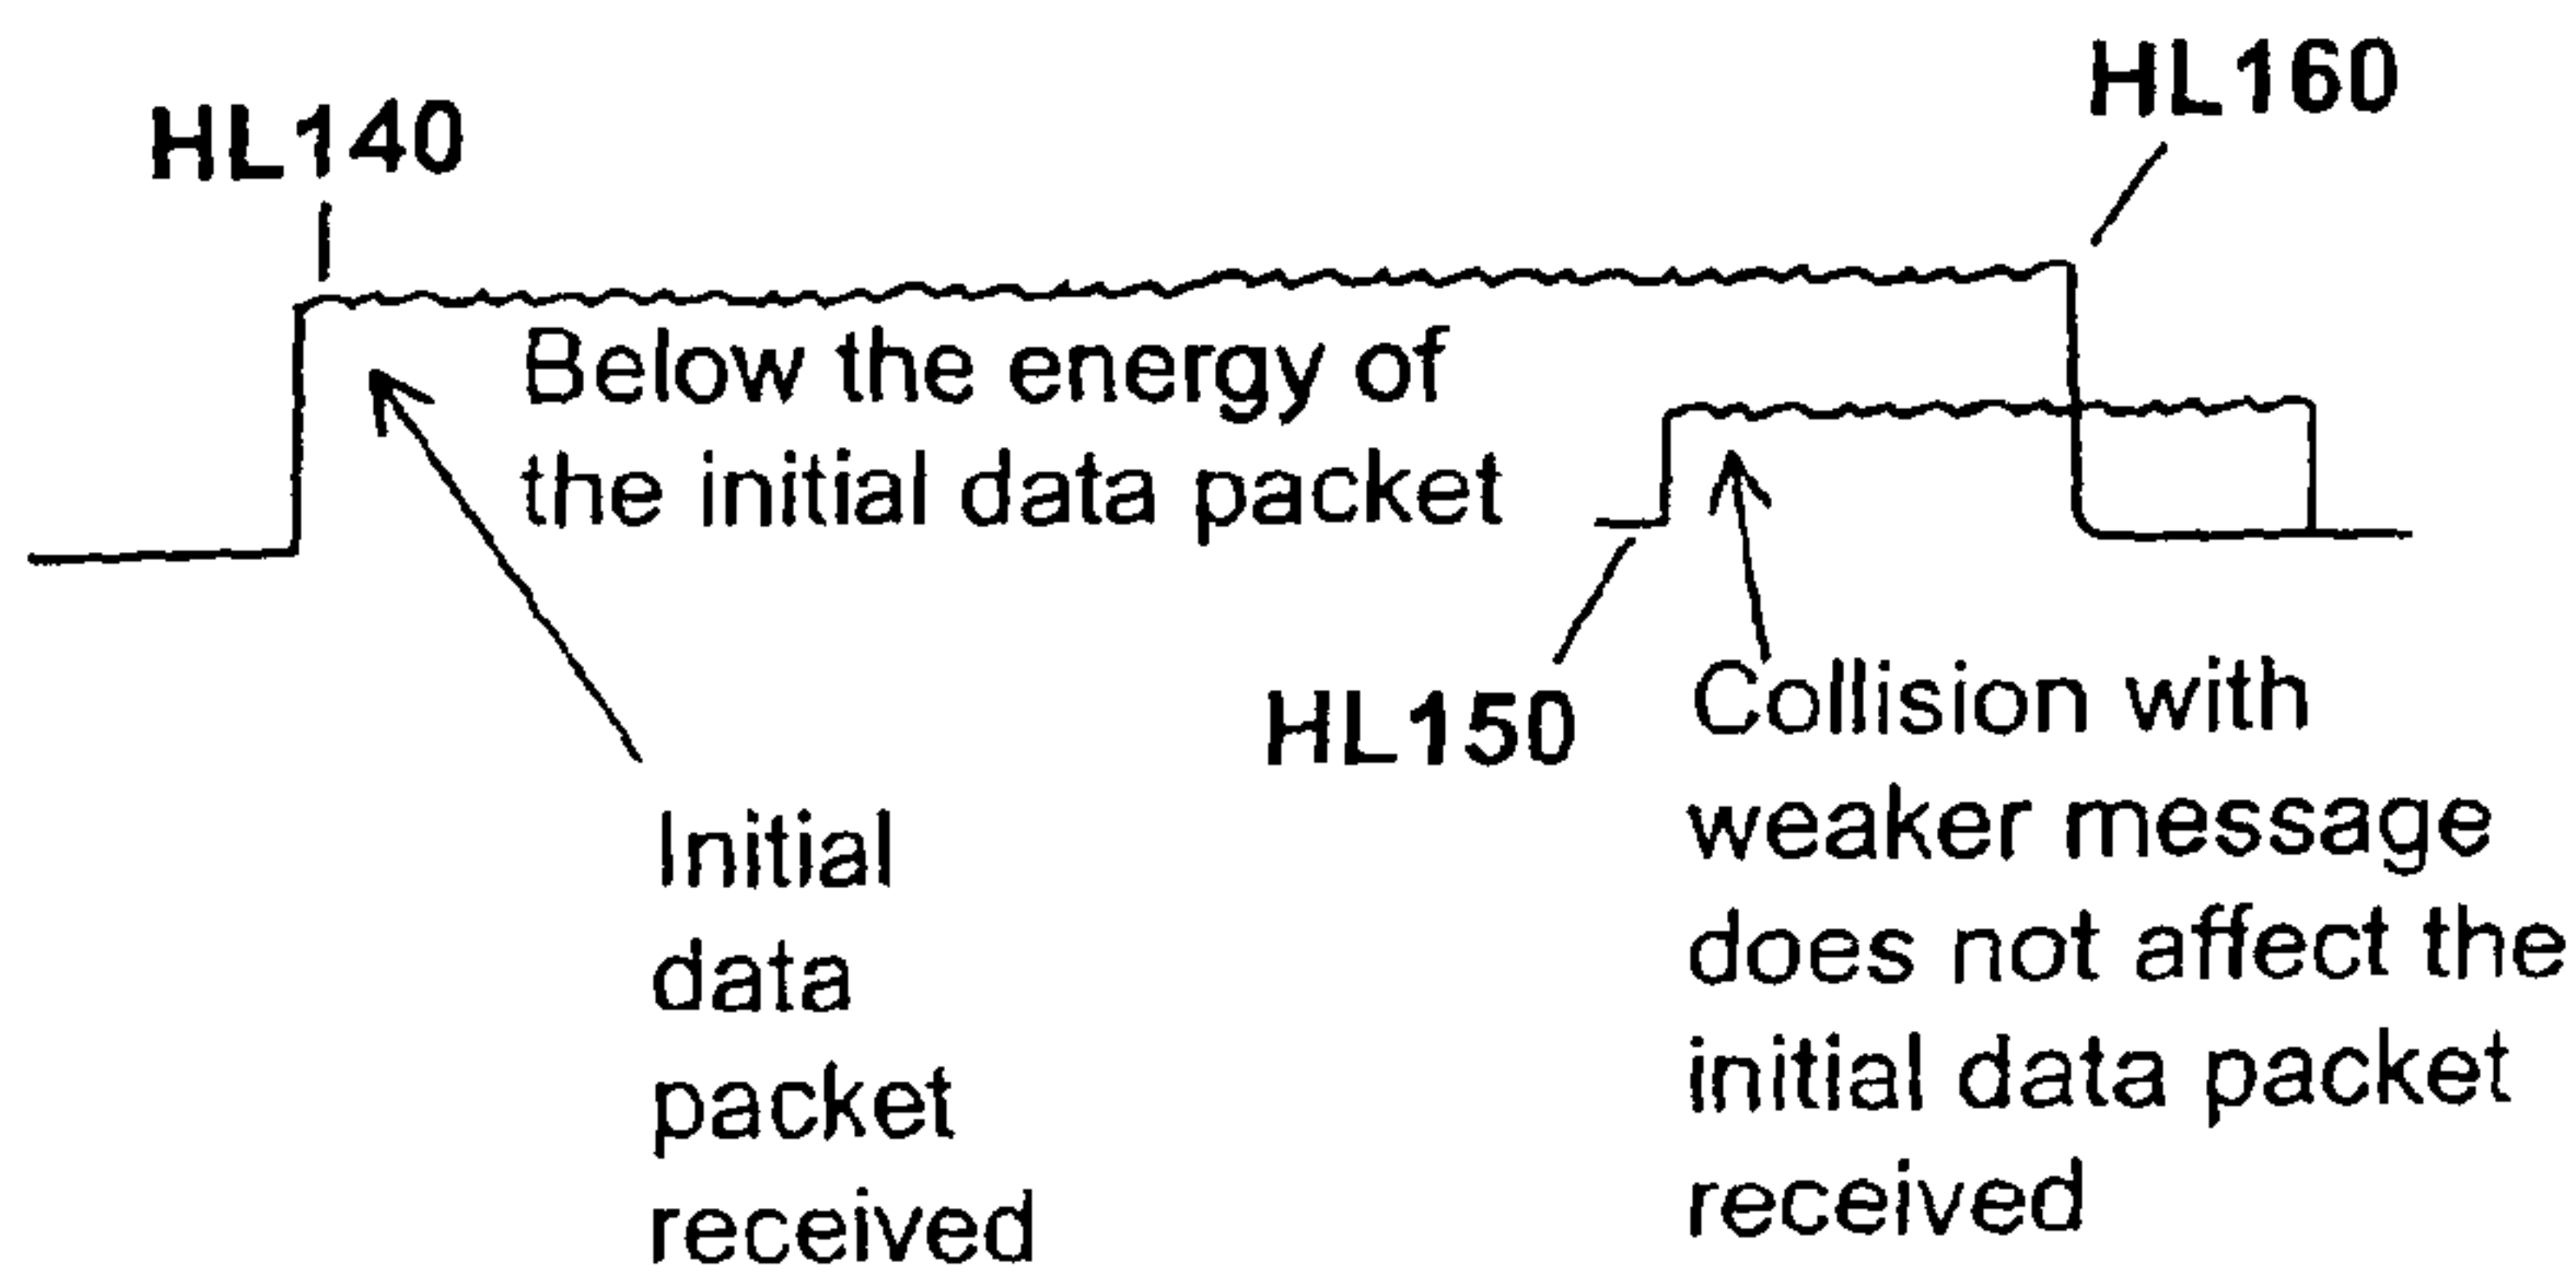 HL140
HL160
Below the energy of
the initial data packet
HL150
Collision with
weaker message
does not affect the
initial data packet
received
Initial
data
packet
received